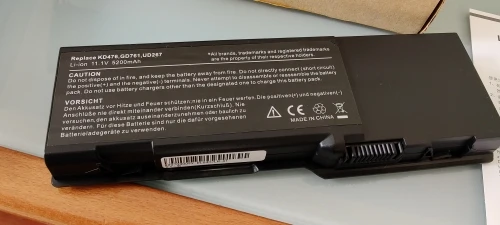 Replace KD476,GD761,UD267
Li-ion 11.1V 5200mAh
*All brands, trademarks and registered trademarks
are the property of their respective holders.
CAUTION
Do not dispose of in fire, and keep the battery away from fire. Do not directly connect (short circuit)
the positive(+) and the negative(-) terminals. Never attempt to disassemble or reassemble the battery
pack. Do not use battery chargers other than the designated one to charge this battery pack.
VORSICHT
Den Akkusatz vor Hitze und Feuer schützen,nie in ein Feuer werfen. Die positiven(+) und negativen(-)
Anschlüße nie direkt miteinander verbinden(Kurzschluß). Nie
versuchen, den Akkusatz auseinanderzunehmen oder baulich zu
verändern. Für diese Batterie nur die dafür vorgesehenen
Batterieladegeräte zu verwenden.
CE